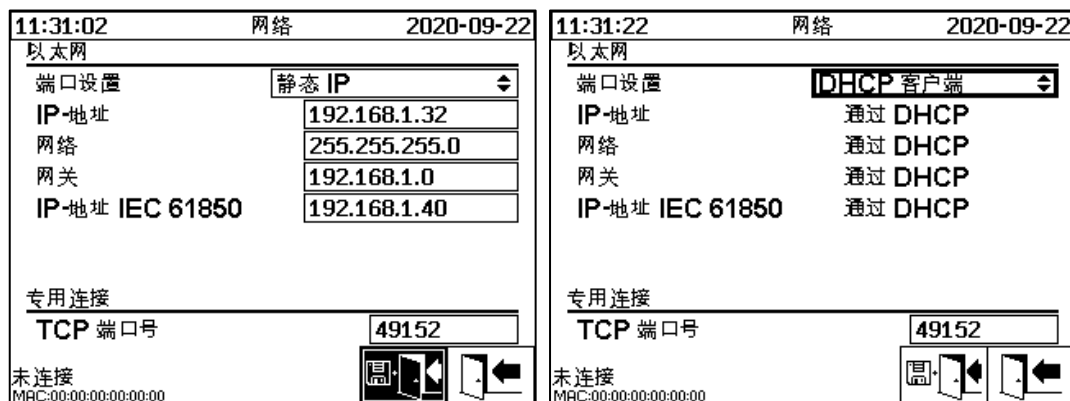 11:31:02 网络 2020-09-22
以太网
端口设置 静态 IP
IP-地址 192.168.1.32
网络 255.255.255.0
网关 192.168.1.0
IP-地址 IEC 61850 192.168.1.40
专用连接
TCP 端口号 49152
未连接
MAC:00:00:00:00:00:00
11:31:22 网络 2020-09-22
以太网
端口设置 DHCP 客户端
IP-地址 通过 DHCP
网络 通过 DHCP
网关 通过 DHCP
IP-地址 IEC 61850 通过 DHCP
专用连接
TCP 端口号 49152
未连接
MAC:00:00:00:00:00:00